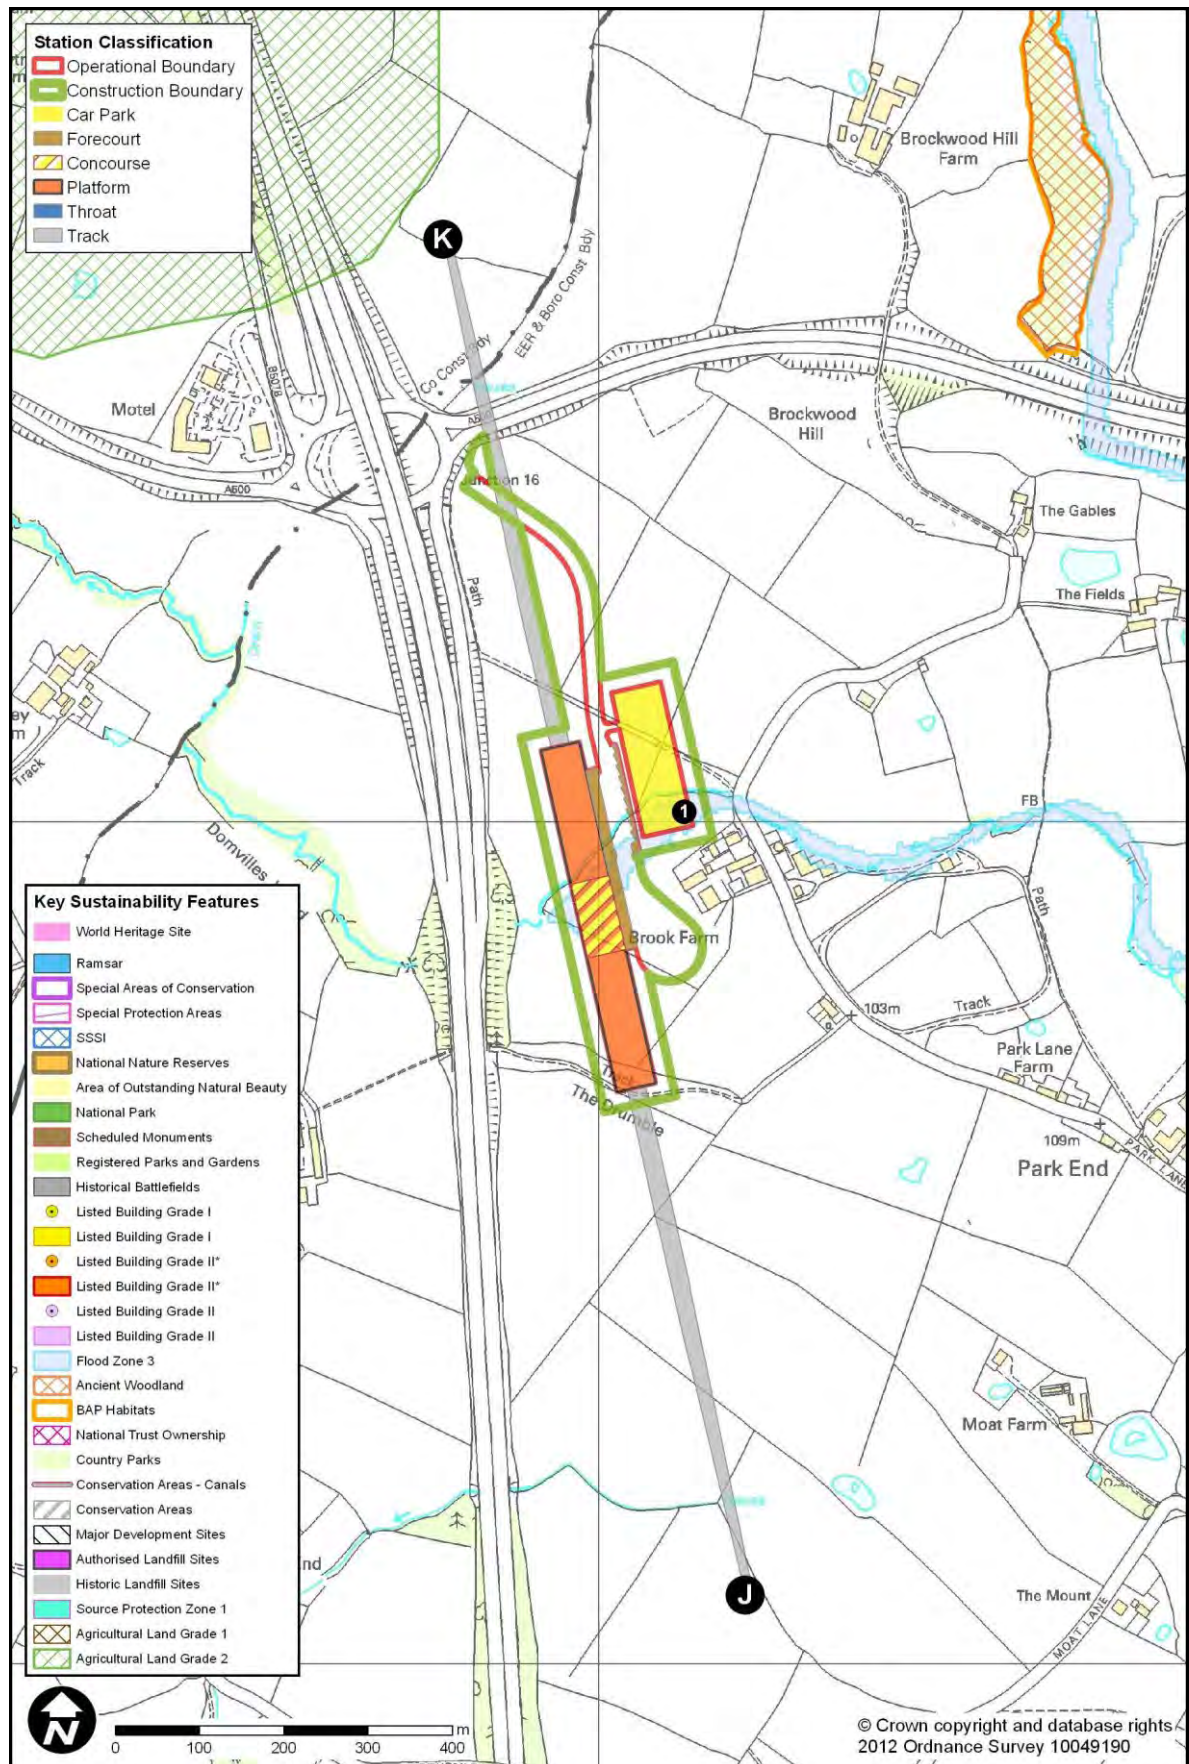 Station Classification
Operational Boundary
Construction Boundary
Car Park
Forecourt
Concourse
Platform
Throat
Track
Brockwood Hill
Farm
K
EER & Boro Const Bdy
Co Const Bdy
B5078
Motel
A500
Brockwood
Hill
A500
Junction 16
The Gables
The Fields
Path
Track
1
FB
Domvilles
Path
Brook Farm
103m
Track
Park Lane
Farm
Track
The Drumble
109m
PARK LANE
Park End
Key Sustainability Features
World Heritage Site
Ramsar
Special Areas of Conservation
Special Protection Areas
SSSI
National Nature Reserves
Area of Outstanding Natural Beauty
National Park
Scheduled Monuments
Registered Parks and Gardens
Historical Battlefields
Listed Building Grade I
Listed Building Grade I
Listed Building Grade II*
Listed Building Grade II*
Listed Building Grade II
Listed Building Grade II
Flood Zone 3
Ancient Woodland
BAP Habitats
National Trust Ownership
Country Parks
Conservation Areas - Canals
Conservation Areas
Major Development Sites
Authorised Landfill Sites
Historic Landfill Sites
Source Protection Zone 1
Agricultural Land Grade 1
Agricultural Land Grade 2
Moat Farm
J
The Mount
MOAT LANE
N
m
0 100 200 300 400
© Crown copyright and database rights
2012 Ordnance Survey 10049190